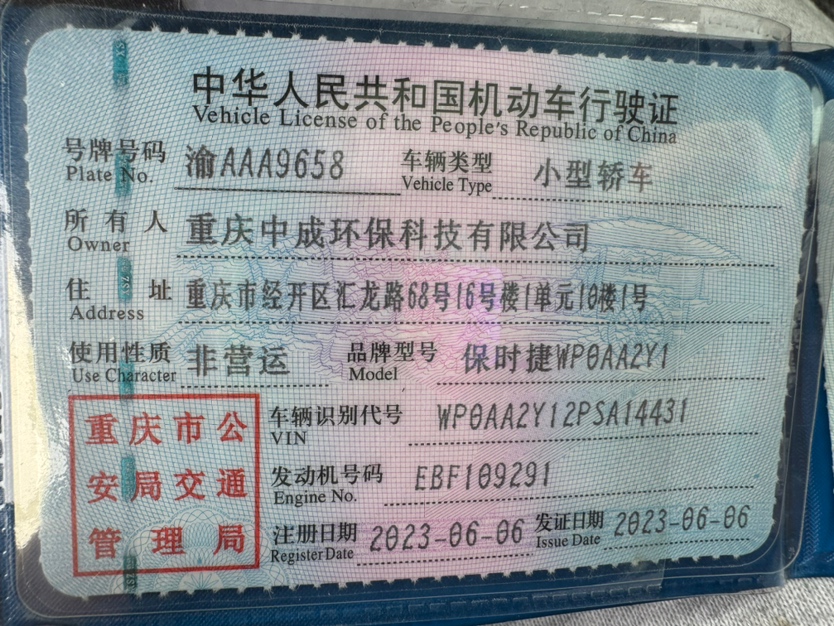 中华人民共和国机动车行驶证
Vehicle License of the People's Republic of China
号牌号码 渝AAA9658 车辆类型 小型轿车
Plate No. Vehicle Type
所有人 重庆中成环保科技有限公司
Owner
住址 重庆市经开区汇龙路68号16号楼1单元10楼1号
Address
使用性质 非营运 品牌型号 保时捷WP0AA2Y1
Use Character Model
车辆识别代号 WP0AA2Y12PSA14431
VIN
发动机号码 EBF109291
Engine No.
注册日期 2023-06-06 发证日期 2023-06-06
Register Date Issue Date
重庆市公
安局交通
管理局